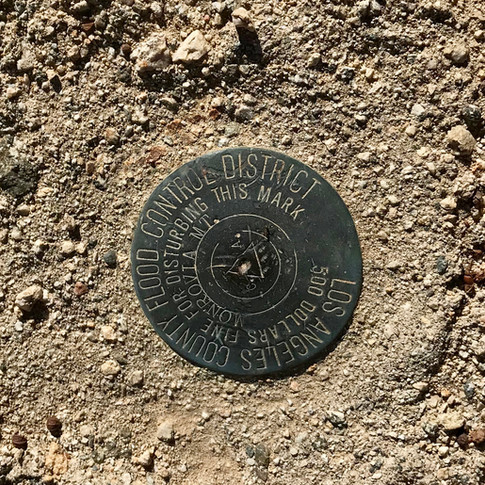 LOS ANGELES COUNTY FLOOD CONTROL DISTRICT
500 DOLLARS FINE FOR DISTURBING THIS MARK
MONROVIA MT